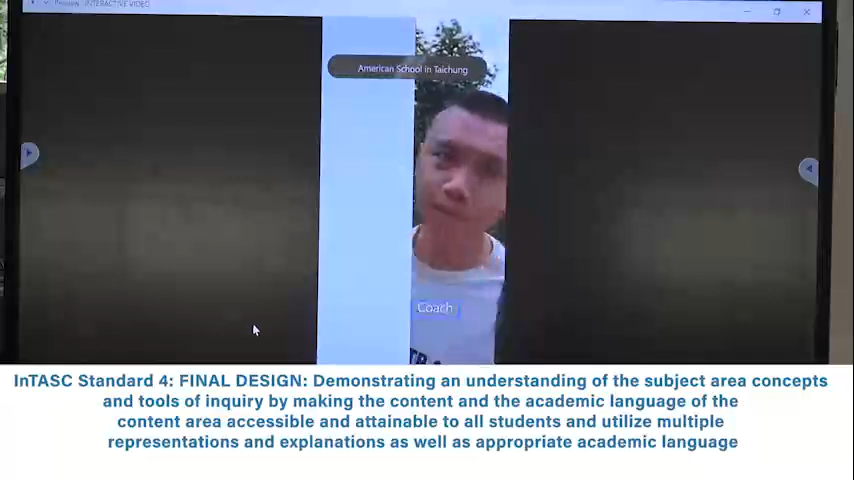 Preview - INTERACTIVE VIDEO
American School in Taichung
Coach
InTASC Standard 4: FINAL DESIGN: Demonstrating an understanding of the subject area concepts
and tools of inquiry by making the content and the academic language of the
content area accessible and attainable to all students and utilize multiple
representations and explanations as well as appropriate academic language